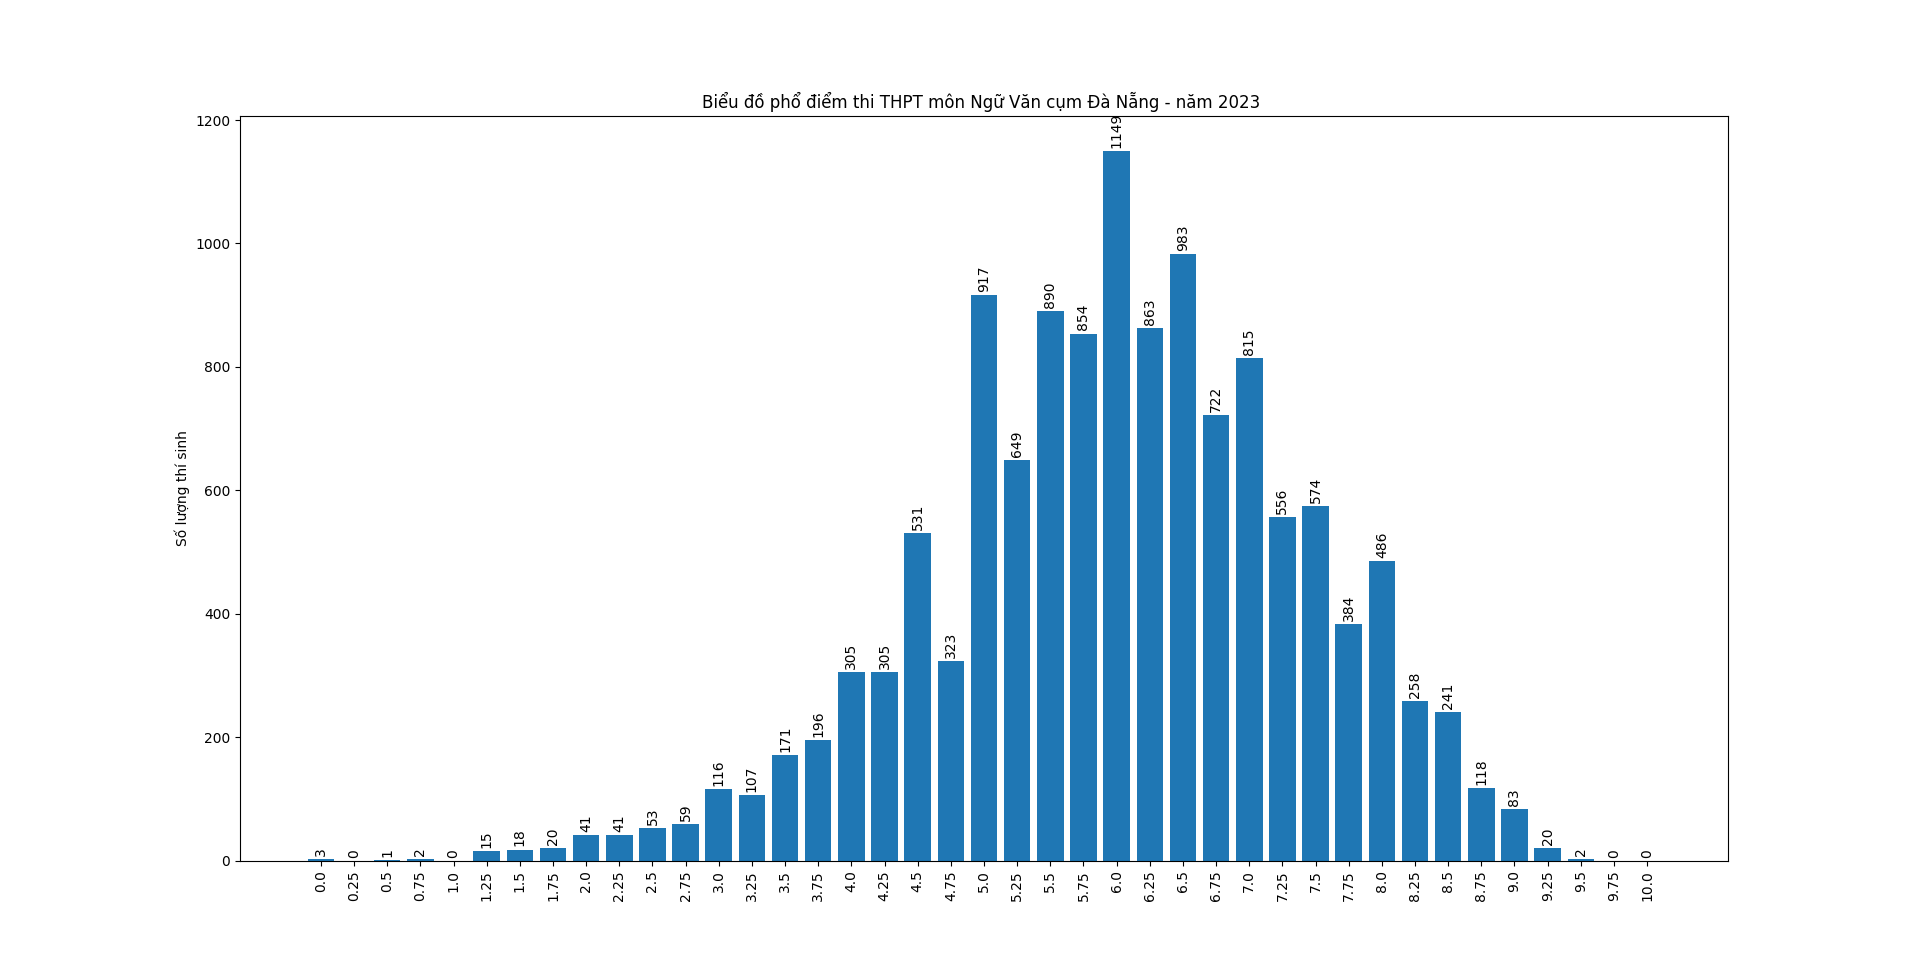 Biểu đồ phổ điểm thi THPT môn Ngữ Văn cụm Đà Nẵng - năm 2023
Số lượng thí sinh
1200
1000
800
600
400
200
0
3 0 1 2 0 15 18 20 41 41 53 59 116 107 171 196 305 305 531 323 917 649 890 854 1149 863 983 722 815 556 574 384 486 258 241 118 83 20 2 0 0
0.0 0.25 0.5 0.75 1.0 1.25 1.5 1.75 2.0 2.25 2.5 2.75 3.0 3.25 3.5 3.75 4.0 4.25 4.5 4.75 5.0 5.25 5.5 5.75 6.0 6.25 6.5 6.75 7.0 7.25 7.5 7.75 8.0 8.25 8.5 8.75 9.0 9.25 9.5 9.75 10.0